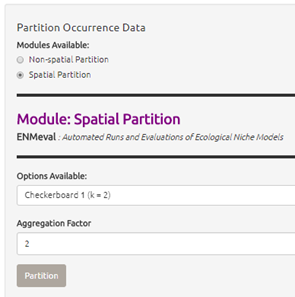 Partition Occurrence Data
Modules Available:
Non-spatial Partition
Spatial Partition
Module: Spatial Partition
ENMeval : Automated Runs and Evaluations of Ecological Niche Models
Options Available:
Checkerboard 1 (k = 2)
Aggregation Factor
2
Partition